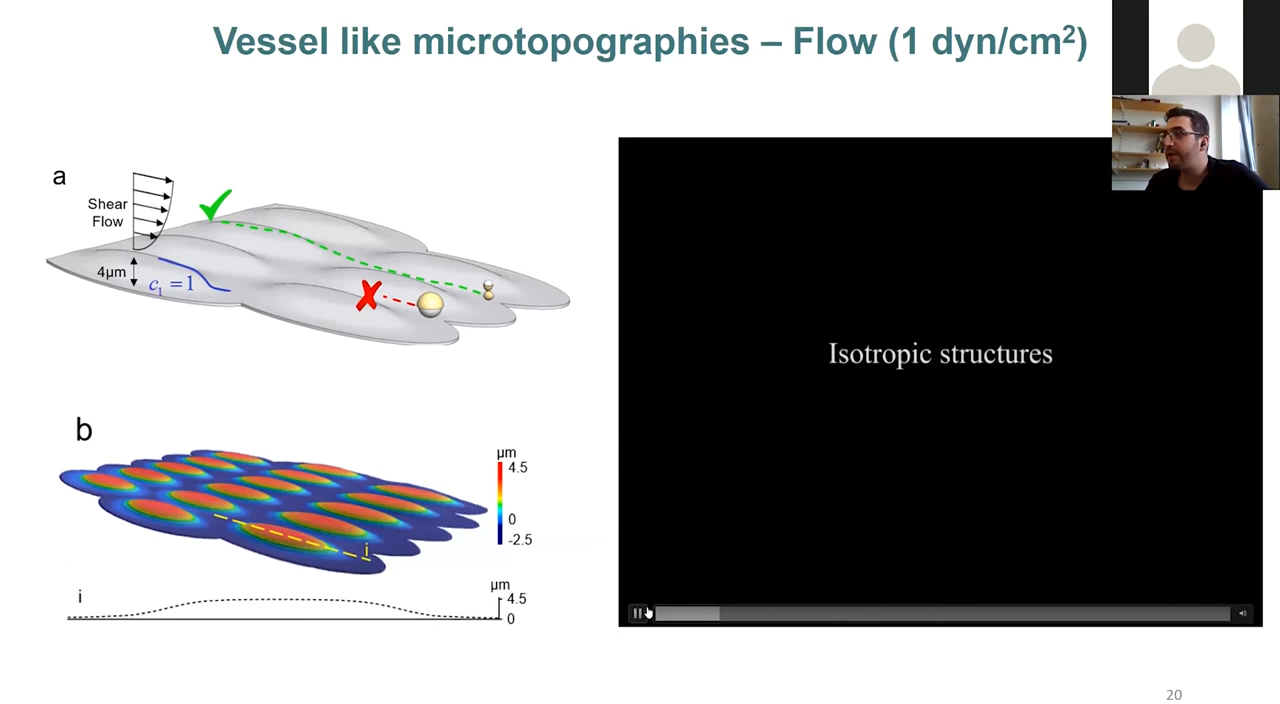 Vessel like microtopographies – Flow (1 dyn/cm²)
a
Shear
Flow
4µm
c₁ = 1
Isotropic structures
b
µm
4.5
0
-2.5
i
i
µm
4.5
0
20